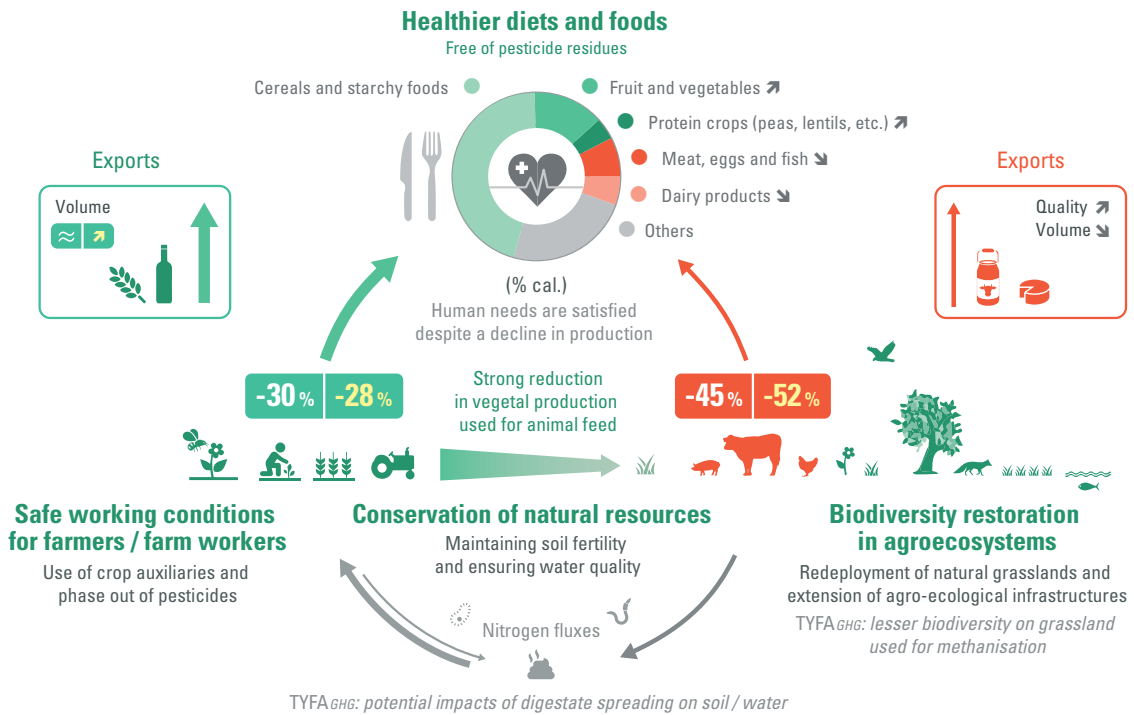 Healthier diets and foods
Free of pesticide residues
Cereals and starchy foods
Fruit and vegetables
Protein crops (peas, lentils, etc.)
Meat, eggs and fish
Dairy products
Others
(% cal.)
Human needs are satisfied
despite a decline in production
Exports
Volume
≈
Exports
Quality
Volume
-30 % -28 %
Strong reduction
in vegetal production
used for animal feed
-45 % -52 %
Safe working conditions
for farmers / farm workers
Use of crop auxiliaries and
phase out of pesticides
Conservation of natural resources
Maintaining soil fertility
and ensuring water quality
Biodiversity restoration
in agroecosystems
Redeployment of natural grasslands and
extension of agro-ecological infrastructures
TYFA GHG: lesser biodiversity on grassland
used for methanisation
Nitrogen fluxes
TYFA GHG: potential impacts of digestate spreading on soil / water